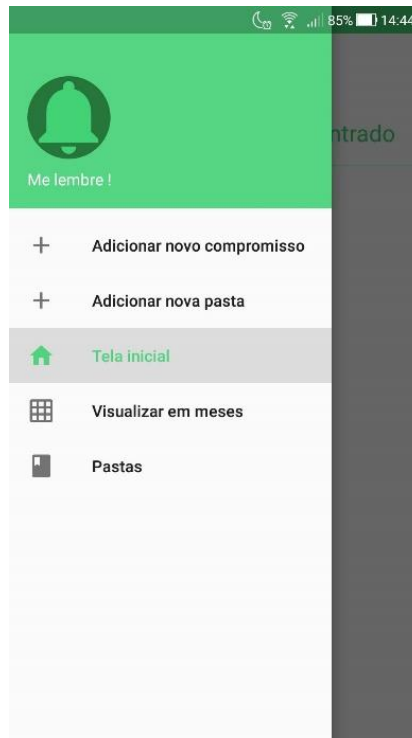 85% 14:44
ntrado
Me lembre !
Adicionar novo compromisso
Adicionar nova pasta
Tela inicial
Visualizar em meses
Pastas